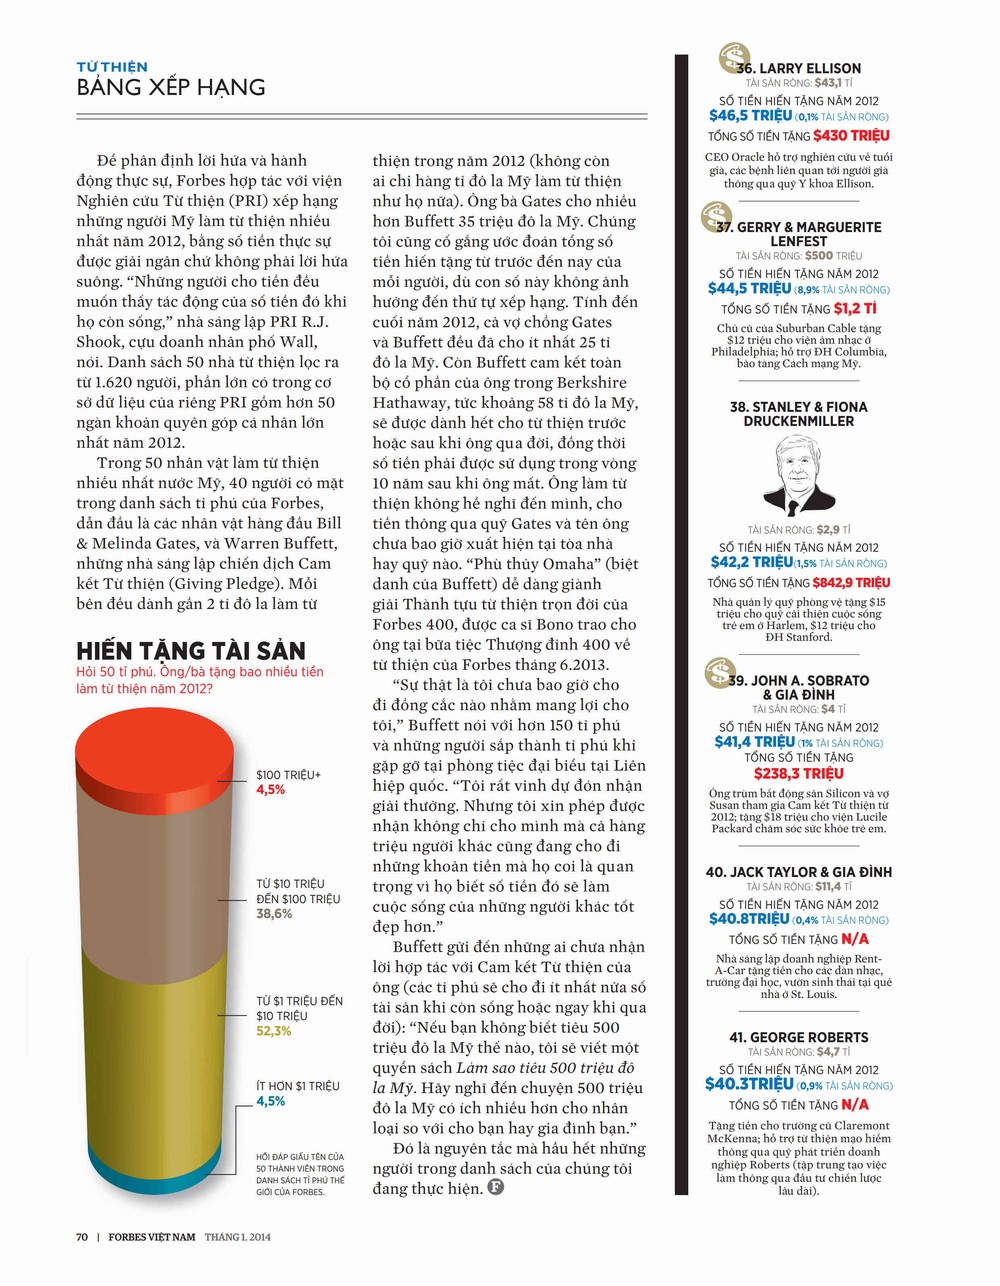 TỪ THIỆN
BẢNG XẾP HẠNG
Để phân định lời hứa và hành
động thực sự, Forbes hợp tác với viện
Nghiên cứu Từ thiện (PRI) xếp hạng
những người Mỹ làm từ thiện nhiều
nhất năm 2012, bằng số tiền thực sự
được giải ngân chứ không phải lời hứa
suông. “Những người cho tiền đều
muốn thấy tác động của số tiền đó khi
họ còn sống,” nhà sáng lập PRI R.J.
Shook, cựu doanh nhân phố Wall,
nói. Danh sách 50 nhà từ thiện lọc ra
từ 1.620 người, phần lớn có trong cơ
sở dữ liệu của riêng PRI gồm hơn 50
ngàn khoản quyên góp cá nhân lớn
nhất năm 2012.
Trong 50 nhân vật làm từ thiện
nhiều nhất nước Mỹ, 40 người có mặt
trong danh sách tỉ phú của Forbes,
dẫn đầu là các nhân vật hàng đầu Bill
& Melinda Gates, và Warren Buffett,
những nhà sáng lập chiến dịch Cam
kết Từ thiện (Giving Pledge). Mỗi
bên đều dành gần 2 tỉ đô la làm từ
HIẾN TẶNG TÀI SẢN
Hỏi 50 tỉ phú. Ông/bà tặng bao nhiều tiền
làm từ thiện năm 2012?
$100 TRIỆU+
4,5%
TỪ $10 TRIỆU
ĐẾN $100 TRIỆU
38,6%
TỪ $1 TRIỆU ĐẾN
$10 TRIỆU
52,3%
ÍT HƠN $1 TRIỆU
4,5%
HỒI ĐÁP GIẤU TÊN CỦA
50 THÀNH VIÊN TRONG
DANH SÁCH TỈ PHÚ THẾ
GIỚI CỦA FORBES.
thiện trong năm 2012 (không còn
ai chi hàng tỉ đô la Mỹ làm từ thiện
như họ nữa). Ông bà Gates cho nhiều
hơn Buffett 35 triệu đô la Mỹ. Chúng
tôi cũng cố gắng ước đoán tổng số
tiền hiến tặng từ trước đến nay của
mỗi người, dù con số này không ảnh
hưởng đến thứ tự xếp hạng. Tính đến
cuối năm 2012, cả vợ chồng Gates
và Buffett đều đã cho ít nhất 25 tỉ
đô la Mỹ. Còn Buffett cam kết toàn
bộ cổ phần của ông trong Berkshire
Hathaway, tức khoảng 58 tỉ đô la Mỹ,
sẽ được dành hết cho từ thiện trước
hoặc sau khi ông qua đời, đồng thời
số tiền phải được sử dụng trong vòng
10 năm sau khi ông mất. Ông làm từ
thiện không hề nghĩ đến mình, cho
tiền thông qua quỹ Gates và tên ông
chưa bao giờ xuất hiện tại tòa nhà
hay quỹ nào. “Phù thủy Omaha” (biệt
danh của Buffett) dễ dàng giành
giải Thành tựu từ thiện trọn đời của
Forbes 400, được ca sĩ Bono trao cho
ông tại bữa tiệc Thượng đỉnh 400 về
từ thiện của Forbes tháng 6.2013.
“Sự thật là tôi chưa bao giờ cho
đi đồng cắc nào nhằm mang lợi cho
tôi,” Buffett nói với hơn 150 tỉ phú
và những người sắp thành tỉ phú khi
gặp gỡ tại phòng tiệc đại biểu tại Liên
hiệp quốc. “Tôi rất vinh dự đón nhận
giải thưởng. Nhưng tôi xin phép được
nhận không chỉ cho mình mà cả hàng
triệu người khác cũng đang cho đi
những khoản tiền mà họ coi là quan
trọng vì họ biết số tiền đó sẽ làm
cuộc sống của những người khác tốt
đẹp hơn.”
Buffett gửi đến những ai chưa nhận
lời hợp tác với Cam kết Từ thiện của
ông (các tỉ phú sẽ cho đi ít nhất nửa số
tài sản khi còn sống hoặc ngay khi qua
đời): “Nếu bạn không biết tiêu 500
triệu đô la Mỹ thế nào, tôi sẽ viết một
quyển sách Làm sao tiêu 500 triệu đô
la Mỹ. Hãy nghĩ đến chuyện 500 triệu
đô la Mỹ có ích nhiều hơn cho nhân
loại so với cho bạn hay gia đình bạn.”
Đó là nguyên tắc mà hầu hết những
người trong danh sách của chúng tôi
đang thực hiện. F
36. LARRY ELLISON
TÀI SẢN RÒNG: $43,1 TỈ
SỐ TIỀN HIẾN TẶNG NĂM 2012
$46,5 TRIỆU (0,1% TÀI SẢN RÒNG)
TỔNG SỐ TIỀN TẶNG $430 TRIỆU
CEO Oracle hỗ trợ nghiên cứu về tuổi
già, các bệnh liên quan tới người già
thông qua quỹ Y khoa Ellison.
37. GERRY & MARGUERITE
LENFEST
TÀI SẢN RÒNG: $500 TRIỆU
SỐ TIỀN HIẾN TẶNG NĂM 2012
$44,5 TRIỆU (8,9% TÀI SẢN RÒNG)
TỔNG SỐ TIỀN TẶNG $1,2 TỈ
Chủ cũ của Suburban Cable tặng
$12 triệu cho viện âm nhạc ở
Philadelphia; hỗ trợ ĐH Columbia,
bảo tàng Cách mạng Mỹ.
38. STANLEY & FIONA
DRUCKENMILLER
TÀI SẢN RÒNG: $2,9 TỈ
SỐ TIỀN HIẾN TẶNG NĂM 2012
$42,2 TRIỆU(1,5% TÀI SẢN RÒNG)
TỔNG SỐ TIỀN TẶNG $842,9 TRIỆU
Nhà quản lý quỹ phòng vệ tặng $15
triệu cho quỹ cải thiện cuộc sống
trẻ em ở Harlem, $12 triệu cho
ĐH Stanford.
39. JOHN A. SOBRATO
& GIA ĐÌNH
TÀI SẢN RÒNG: $4 TỈ
SỐ TIỀN HIẾN TẶNG NĂM 2012
$41,4 TRIỆU (1% TÀI SẢN RÒNG)
TỔNG SỐ TIỀN TẶNG
$238,3 TRIỆU
Ông trùm bất động sản Silicon và vợ
Susan tham gia Cam kết Từ thiện từ
2012; tặng $18 triệu cho viện Lucile
Packard chăm sóc sức khỏe trẻ em.
40. JACK TAYLOR & GIA ĐÌNH
TÀI SẢN RÒNG: $11,4 TỈ
SỐ TIỀN HIẾN TẶNG NĂM 2012
$40.8TRIỆU (0,4% TÀI SẢN RÒNG)
TỔNG SỐ TIỀN TẶNG N/A
Nhà sáng lập doanh nghiệp Rent-
A-Car tặng tiền cho các dàn nhạc,
trường đại học, vườn sinh thái tại quê
nhà ở St. Louis.
41. GEORGE ROBERTS
TÀI SẢN RÒNG: $4,7 TỈ
SỐ TIỀN HIẾN TẶNG NĂM 2012
$40.3TRIỆU (0,9% TÀI SẢN RÒNG)
TỔNG SỐ TIỀN TẶNG N/A
Tặng tiền cho trường cũ Claremont
McKenna; hỗ trợ từ thiện mạo hiểm
thông qua quỹ phát triển doanh
nghiệp Roberts (tập trung tạo việc
làm thông qua đầu tư chiến lược
lâu dài).
70 | FORBES VIỆT NAM THÁNG 1. 2014